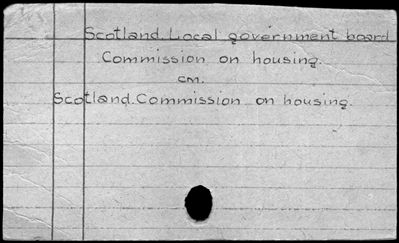 Scotland. Local government board
Commission on housing.
cm.
Scotland. Commission on housing.